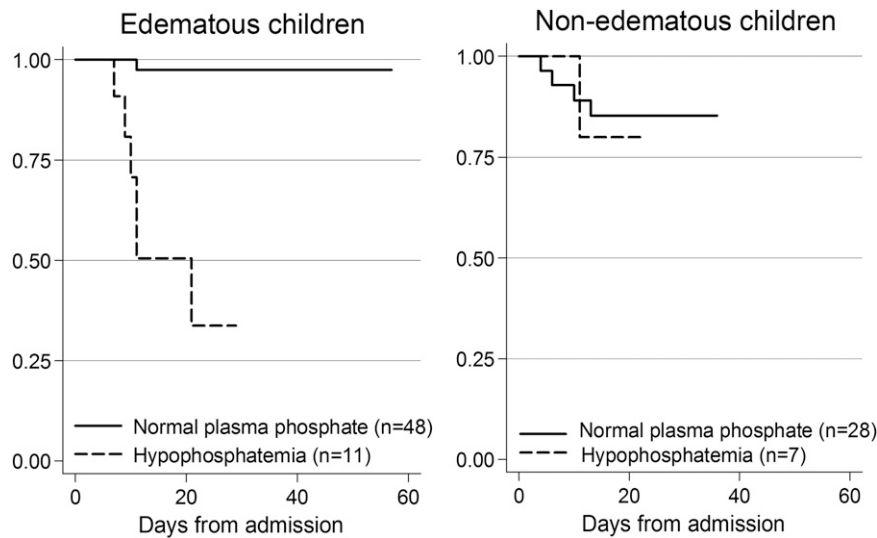 Edematous children
1.00
0.75
0.50
0.25
0.00
Normal plasma phosphate (n=48)
Hypophosphatemia (n=11)
0
20
40
60
Days from admission
Non-edematous children
1.00
0.75
0.50
0.25
0.00
Normal plasma phosphate (n=28)
Hypophosphatemia (n=7)
0
20
40
60
Days from admission